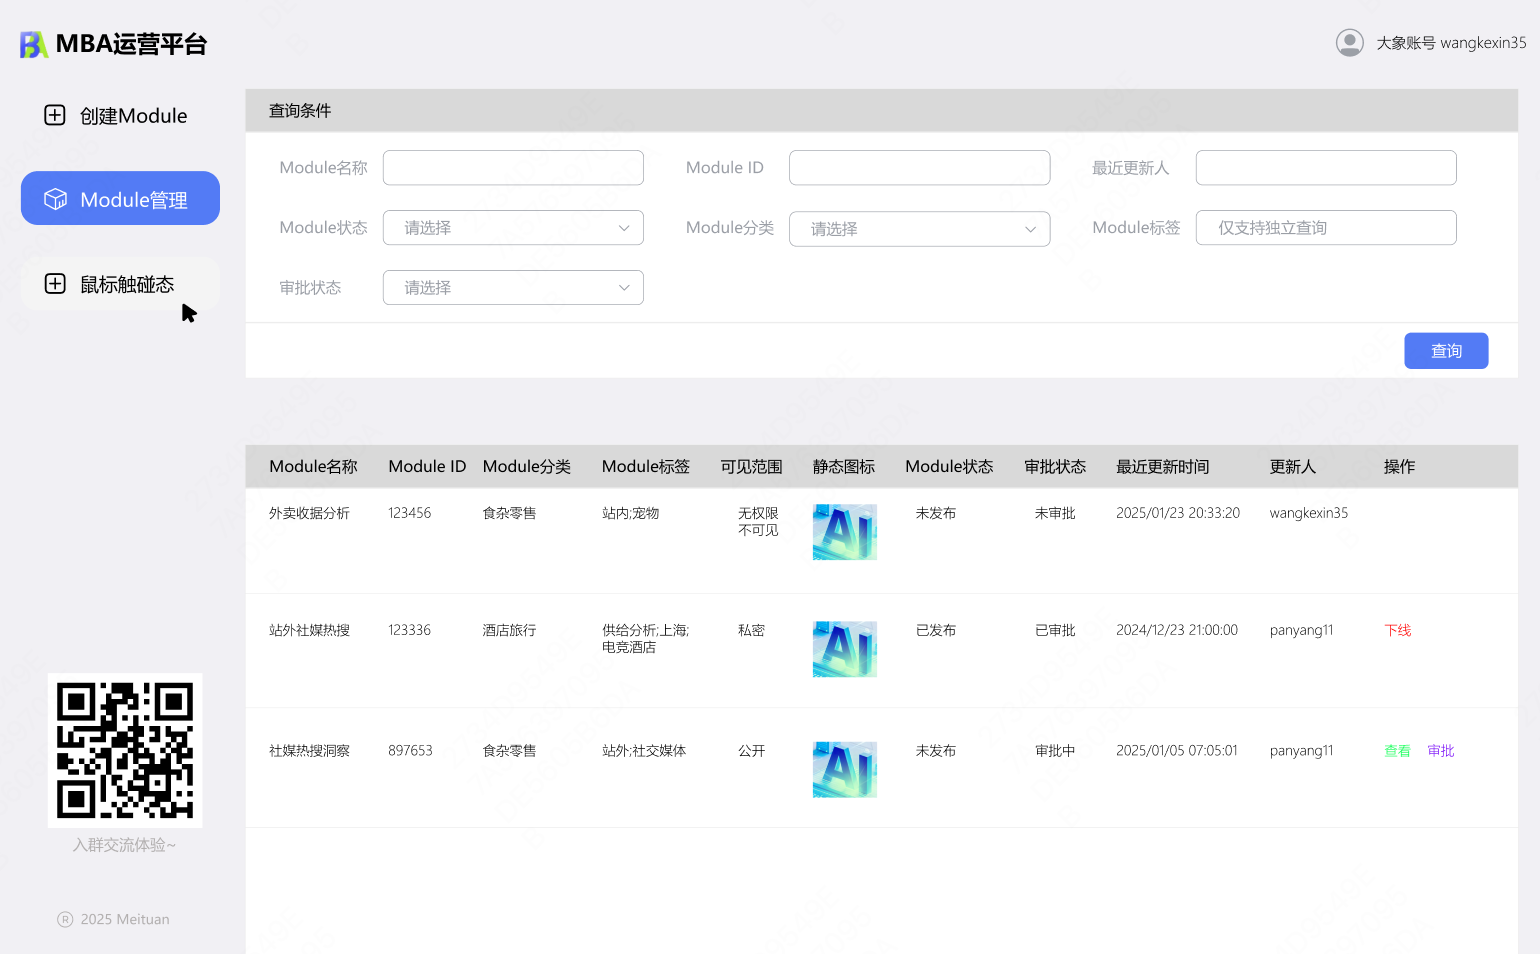 MBA运营平台
大象账号 wangkexin35
创建Module
Module管理
鼠标触碰态
查询条件
Module名称
Module ID
最近更新人
Module状态 请选择
Module分类 请选择
Module标签 仅支持独立查询
审批状态 请选择
查询
Module名称 Module ID Module分类 Module标签 可见范围 静态图标 Module状态 审批状态 最近更新时间 更新人 操作
外卖收据分析 123456 食杂零售 站内;宠物 无权限 Ai 未发布 未审批 2025/01/23 20:33:20 wangkexin35
不可见
站外社媒热搜 123336 酒店旅行 供给分析;上海; 私密 Ai 已发布 已审批 2024/12/23 21:00:00 panyang11 下线
电竞酒店
社媒热搜洞察 897653 食杂零售 站外;社交媒体 公开 Ai 未发布 审批中 2025/01/05 07:05:01 panyang11 查看 审批
入群交流体验~
® 2025 Meituan